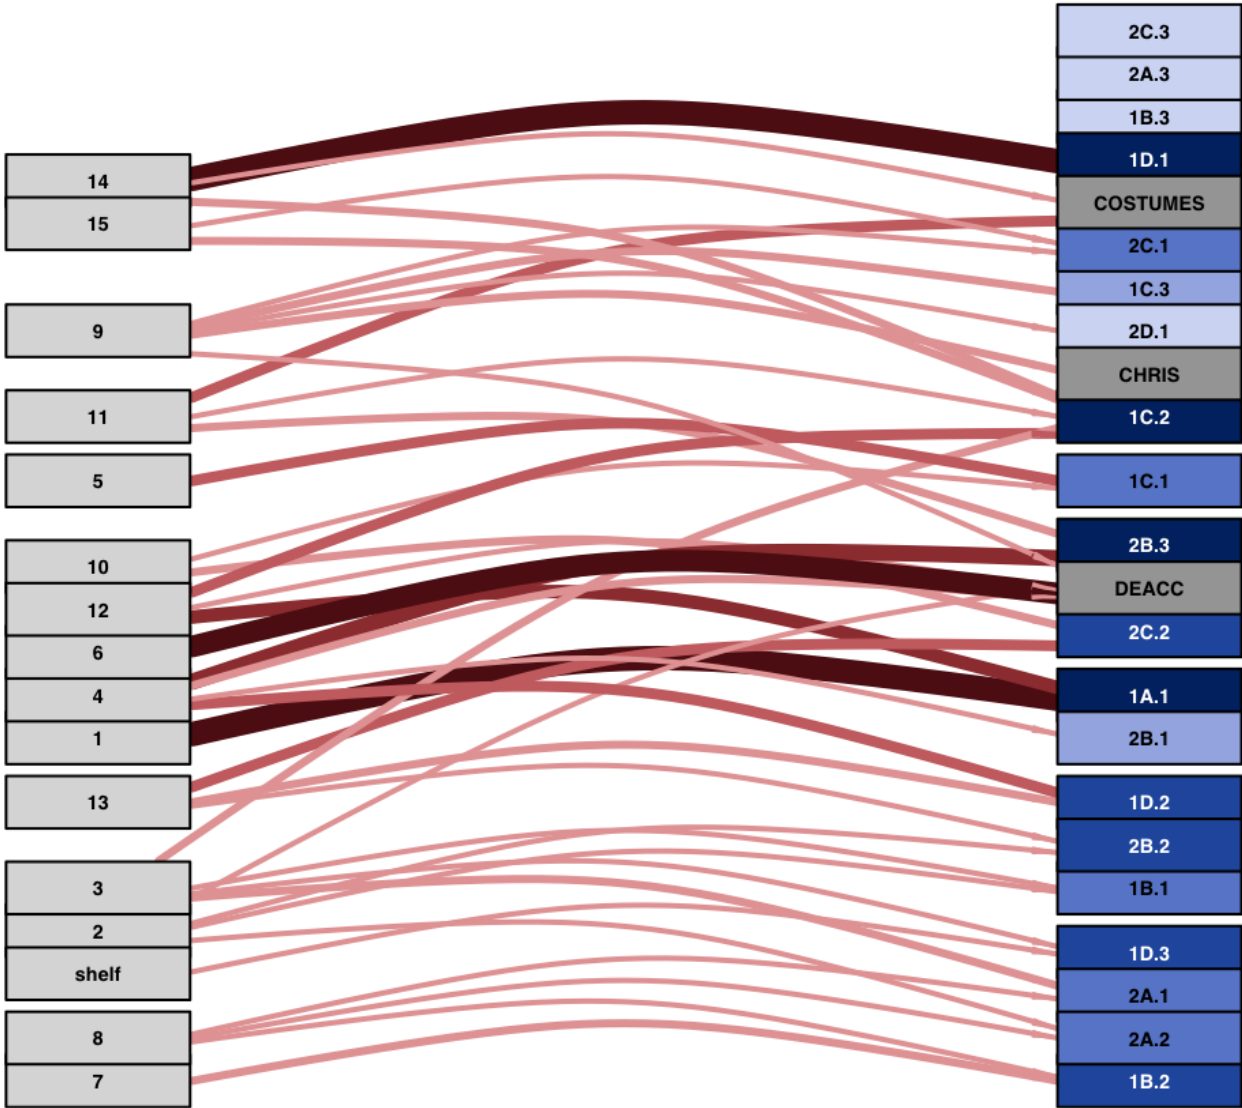 14
15
9
11
5
10
12
6
4
1
13
3
2
shelf
8
7
2C.3
2A.3
1B.3
1D.1
COSTUMES
2C.1
1C.3
2D.1
CHRIS
1C.2
1C.1
2B.3
DEACC
2C.2
1A.1
2B.1
1D.2
2B.2
1B.1
1D.3
2A.1
2A.2
1B.2